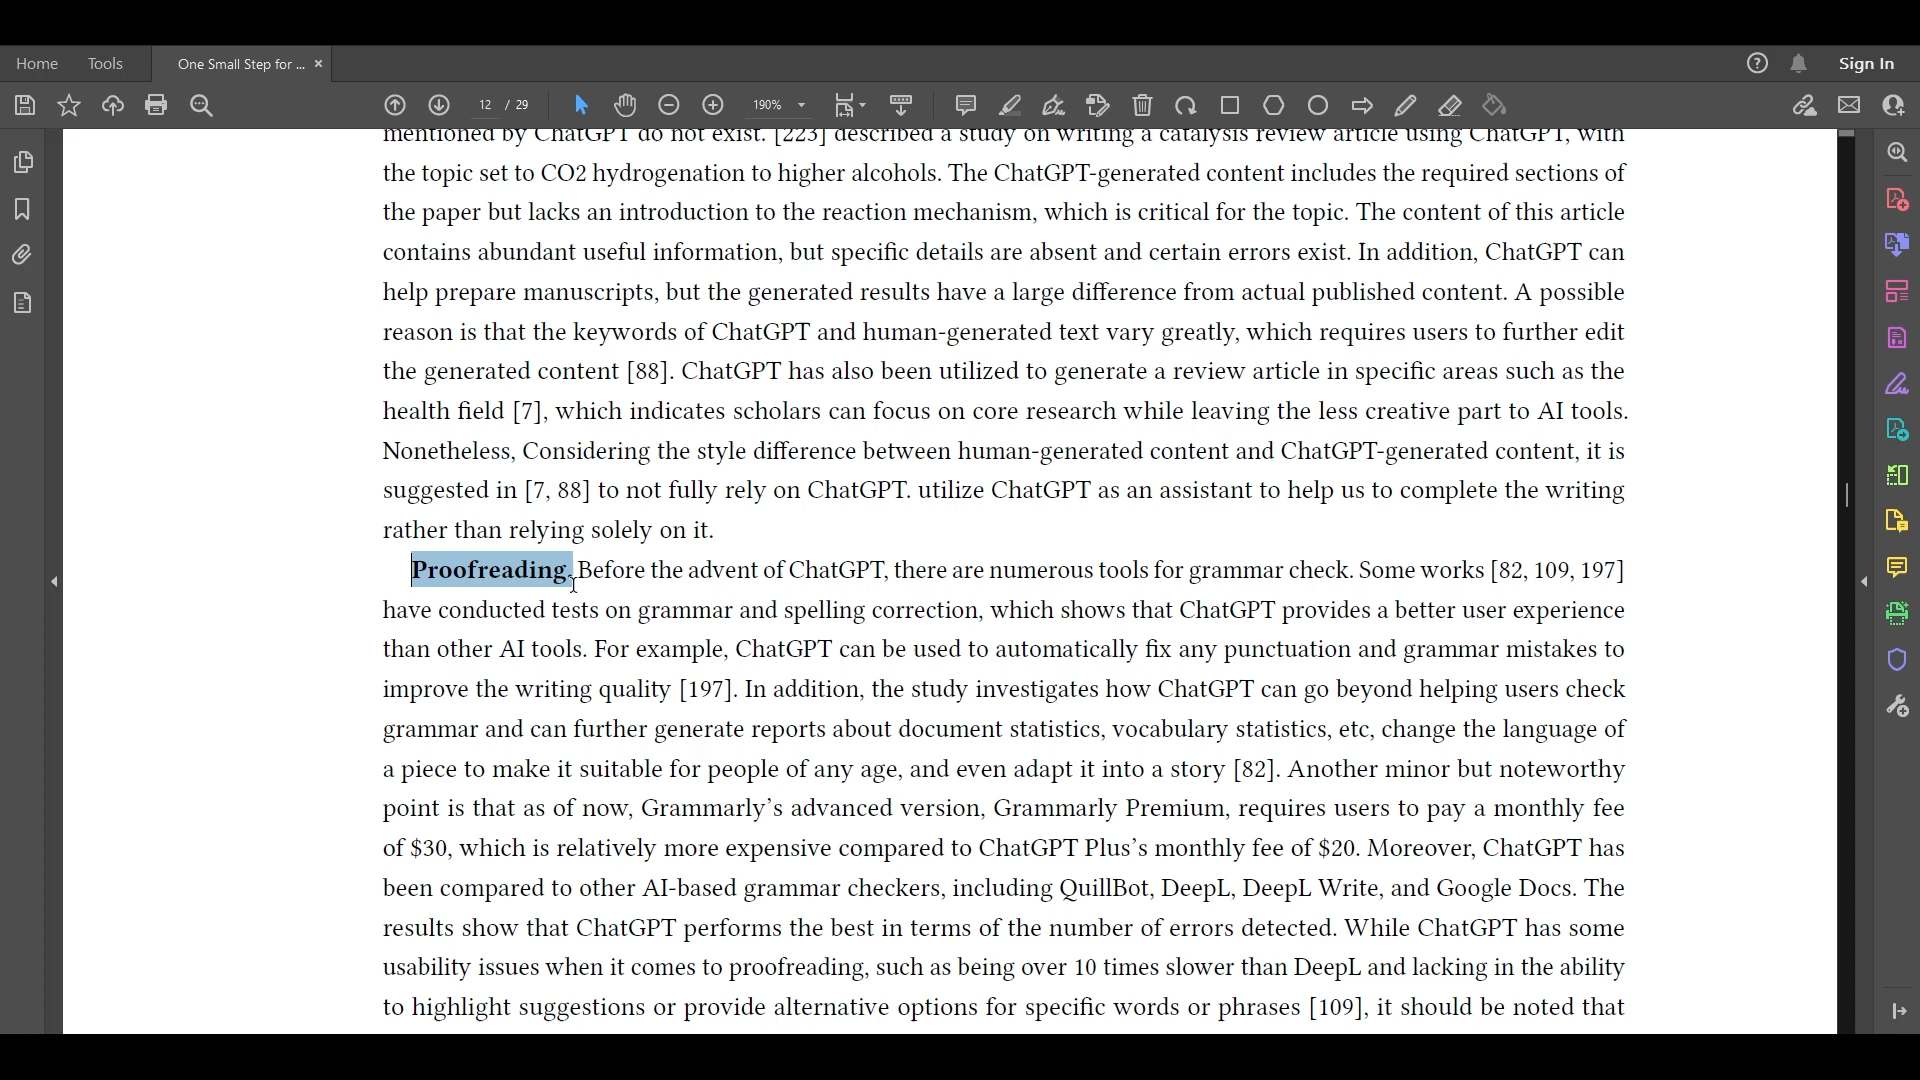 Home Tools One Small Step for ... × Sign In
12 / 29 190%
mentioned by ChatGPT do not exist. [223] described a study on writing a catalysis review article using ChatGPT, with
the topic set to CO2 hydrogenation to higher alcohols. The ChatGPT-generated content includes the required sections of
the paper but lacks an introduction to the reaction mechanism, which is critical for the topic. The content of this article
contains abundant useful information, but specific details are absent and certain errors exist. In addition, ChatGPT can
help prepare manuscripts, but the generated results have a large difference from actual published content. A possible
reason is that the keywords of ChatGPT and human-generated text vary greatly, which requires users to further edit
the generated content [88]. ChatGPT has also been utilized to generate a review article in specific areas such as the
health field [7], which indicates scholars can focus on core research while leaving the less creative part to AI tools.
Nonetheless, Considering the style difference between human-generated content and ChatGPT-generated content, it is
suggested in [7, 88] to not fully rely on ChatGPT. utilize ChatGPT as an assistant to help us to complete the writing
rather than relying solely on it.
Proofreading. Before the advent of ChatGPT, there are numerous tools for grammar check. Some works [82, 109, 197]
have conducted tests on grammar and spelling correction, which shows that ChatGPT provides a better user experience
than other AI tools. For example, ChatGPT can be used to automatically fix any punctuation and grammar mistakes to
improve the writing quality [197]. In addition, the study investigates how ChatGPT can go beyond helping users check
grammar and can further generate reports about document statistics, vocabulary statistics, etc, change the language of
a piece to make it suitable for people of any age, and even adapt it into a story [82]. Another minor but noteworthy
point is that as of now, Grammarly’s advanced version, Grammarly Premium, requires users to pay a monthly fee
of $30, which is relatively more expensive compared to ChatGPT Plus’s monthly fee of $20. Moreover, ChatGPT has
been compared to other AI-based grammar checkers, including QuillBot, DeepL, DeepL Write, and Google Docs. The
results show that ChatGPT performs the best in terms of the number of errors detected. While ChatGPT has some
usability issues when it comes to proofreading, such as being over 10 times slower than DeepL and lacking in the ability
to highlight suggestions or provide alternative options for specific words or phrases [109], it should be noted that